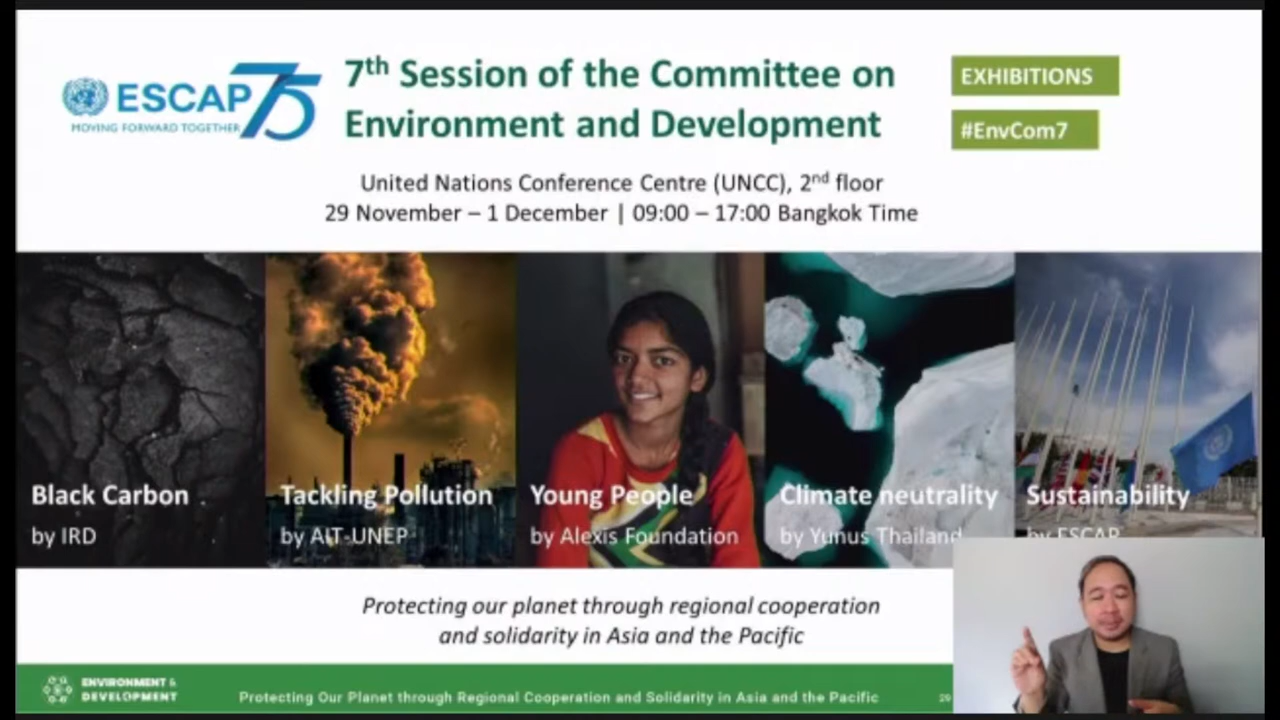 ESCAP 75
MOVING FORWARD TOGETHER
7th Session of the Committee on
Environment and Development
EXHIBITIONS
#EnvCom7
United Nations Conference Centre (UNCC), 2nd floor
29 November – 1 December | 09:00 – 17:00 Bangkok Time
Black Carbon
by IRD
Tackling Pollution
by AIT-UNEP
Young People
by Alexis Foundation
Climate neutrality
by Yunus Thailand
Sustainability
by ESCAP
Protecting our planet through regional cooperation
and solidarity in Asia and the Pacific
ENVIRONMENT &
DEVELOPMENT
Protecting Our Planet through Regional Cooperation and Solidarity in Asia and the Pacific
29